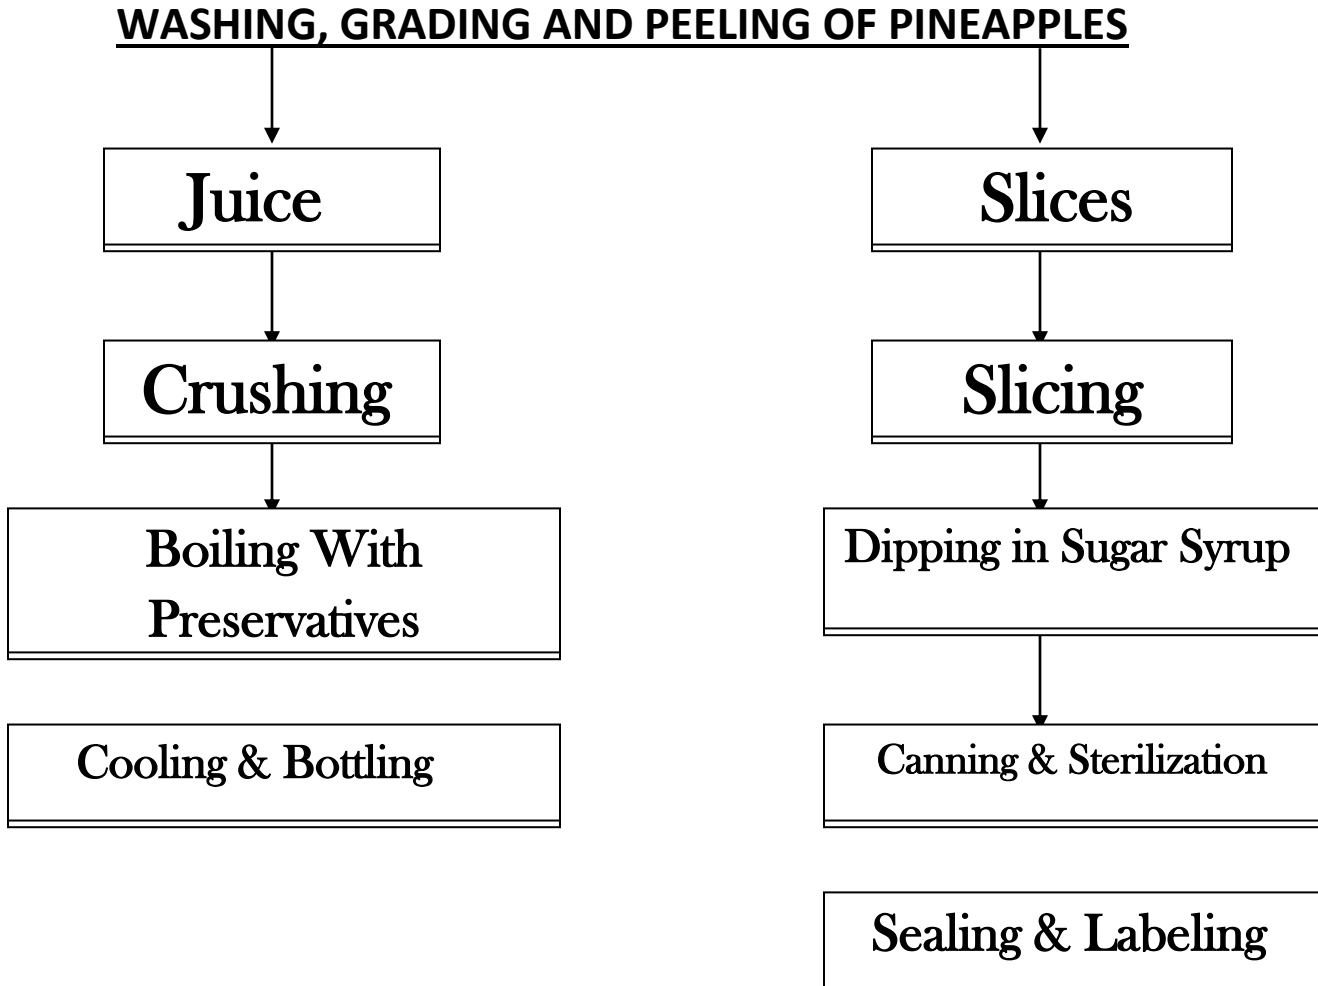 WASHING, GRADING AND PEELING OF PINEAPPLES
Juice
Slices
Crushing
Slicing
Boiling With
Preservatives
Dipping in Sugar Syrup
Cooling & Bottling
Canning & Sterilization
Sealing & Labeling